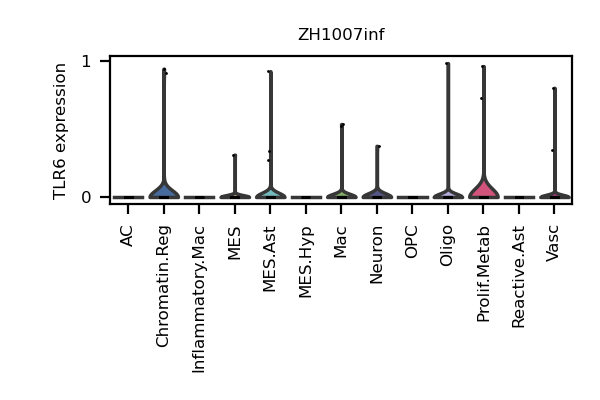 ZH1007inf
TLR6 expression
1
0
AC
Chromatin.Reg
Inflammatory.Mac
MES
MES.Ast
MES.Hyp
Mac
Neuron
OPC
Oligo
Prolif.Metab
Reactive.Ast
Vasc